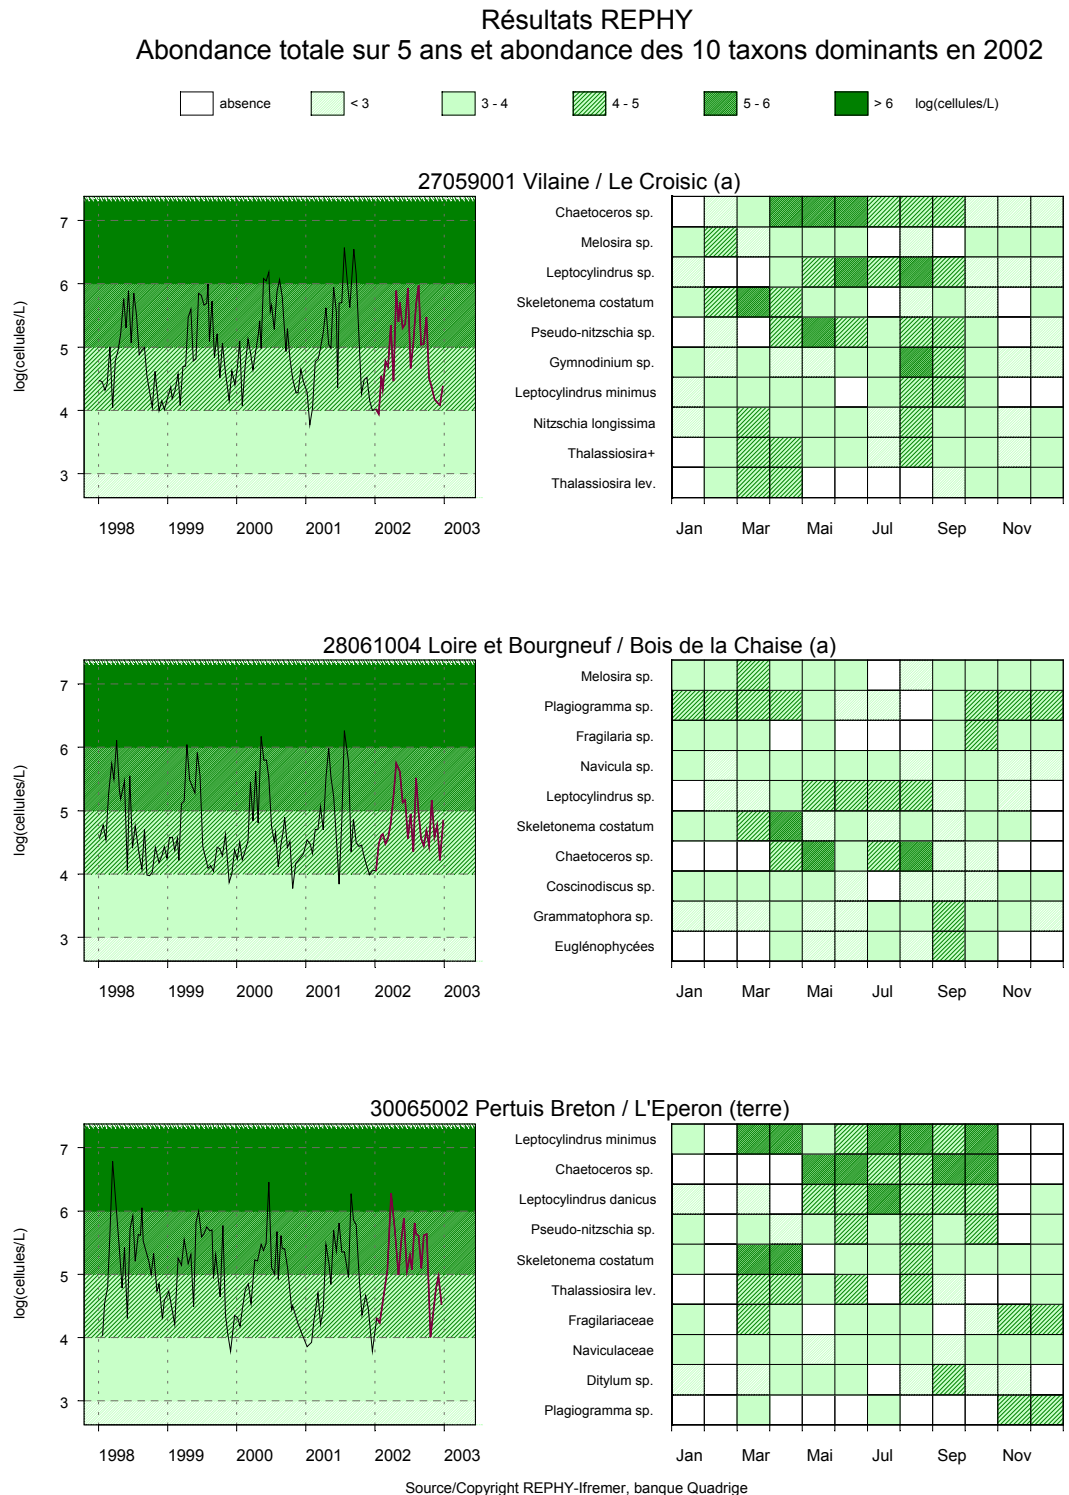 Résultats REPHY
Abondance totale sur 5 ans et abondance des 10 taxons dominants en 2002
absence < 3 3 - 4 4 - 5 5 - 6 > 6 log(cellules/L)
27059001 Vilaine / Le Croisic (a)
log(cellules/L)
7
6
5
4
3
1998 1999 2000 2001 2002 2003
Chaetoceros sp.
Melosira sp.
Leptocylindrus sp.
Skeletonema costatum
Pseudo-nitzschia sp.
Gymnodinium sp.
Leptocylindrus minimus
Nitzschia longissima
Thalassiosira+
Thalassiosira lev.
Jan Mar Mai Jul Sep Nov
28061004 Loire et Bourgneuf / Bois de la Chaise (a)
log(cellules/L)
7
6
5
4
3
1998 1999 2000 2001 2002 2003
Melosira sp.
Plagiogramma sp.
Fragilaria sp.
Navicula sp.
Leptocylindrus sp.
Skeletonema costatum
Chaetoceros sp.
Coscinodiscus sp.
Grammatophora sp.
Euglénophycées
Jan Mar Mai Jul Sep Nov
30065002 Pertuis Breton / L'Eperon (terre)
log(cellules/L)
7
6
5
4
3
1998 1999 2000 2001 2002 2003
Leptocylindrus minimus
Chaetoceros sp.
Leptocylindrus danicus
Pseudo-nitzschia sp.
Skeletonema costatum
Thalassiosira lev.
Fragilariaceae
Naviculaceae
Ditylum sp.
Plagiogramma sp.
Jan Mar Mai Jul Sep Nov
Source/Copyright REPHY-Ifremer, banque Quadrige